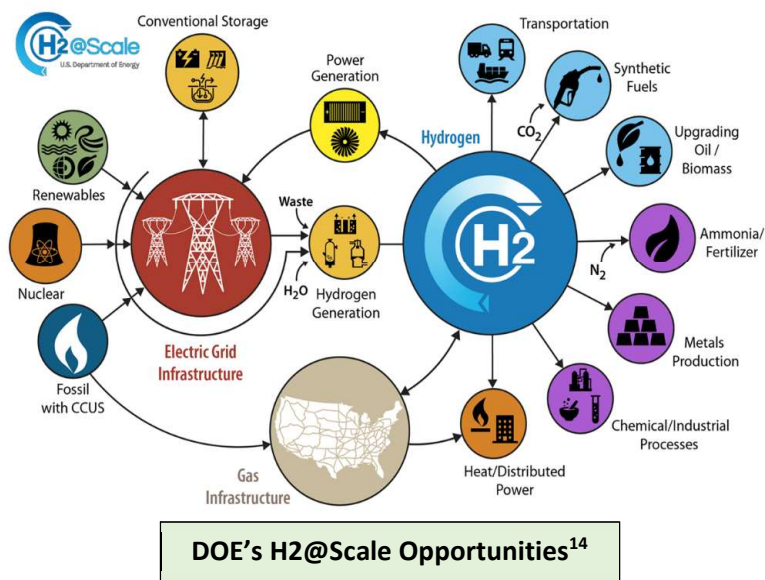 H2@Scale
U.S. Department of Energy
Conventional Storage
Transportation
Power
Generation
Synthetic
Fuels
Hydrogen
CO2
Upgrading
Oil /
Biomass
Renewables
Waste
H2
Ammonia/
Fertilizer
N2
Nuclear
H2O
Hydrogen
Generation
Electric Grid
Infrastructure
Metals
Production
Fossil
with CCUS
Chemical/Industrial
Processes
Gas
Infrastructure
Heat/Distributed
Power
DOE’s H2@Scale Opportunities14